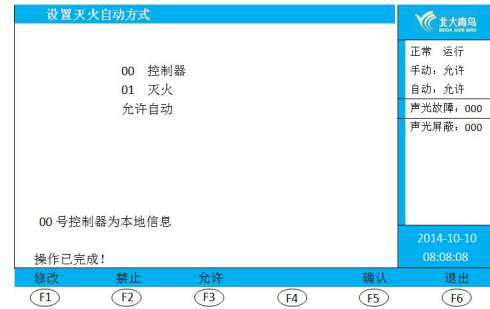 设置灭火自动方式
北大青鸟
BEIDA JADE BIRD
正常 运行
手动：允许
自动：允许
声光故障：000
声光屏蔽：000
00 控制器
01 灭火
允许自动
00 号控制器为本地信息
操作已完成！
2014-10-10
08:08:08
修改 禁止 允许 确认 退出
F1 F2 F3 F4 F5 F6